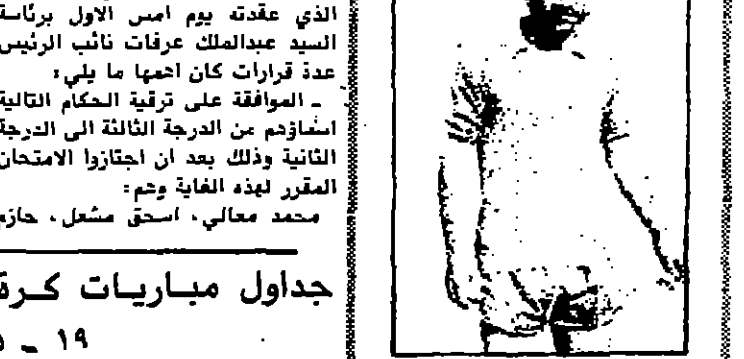 الذي عقدته يوم امس الاول برئاسة
السيد عبدالملك عرفات نائب الرئيس
عدة قرارات كان اهمها ما يلي:
ـ الموافقة على ترقية الحكام التالية
اسماؤهم من الدرجة الثالثة الى الدرجة
الثانية وذلك بعد ان اجتازوا الامتحان
المقرر لهذه الغاية وهم:
محمد معالي، اسحق مشعل، حازم
جداول مباريات كرة
١٩ ـ